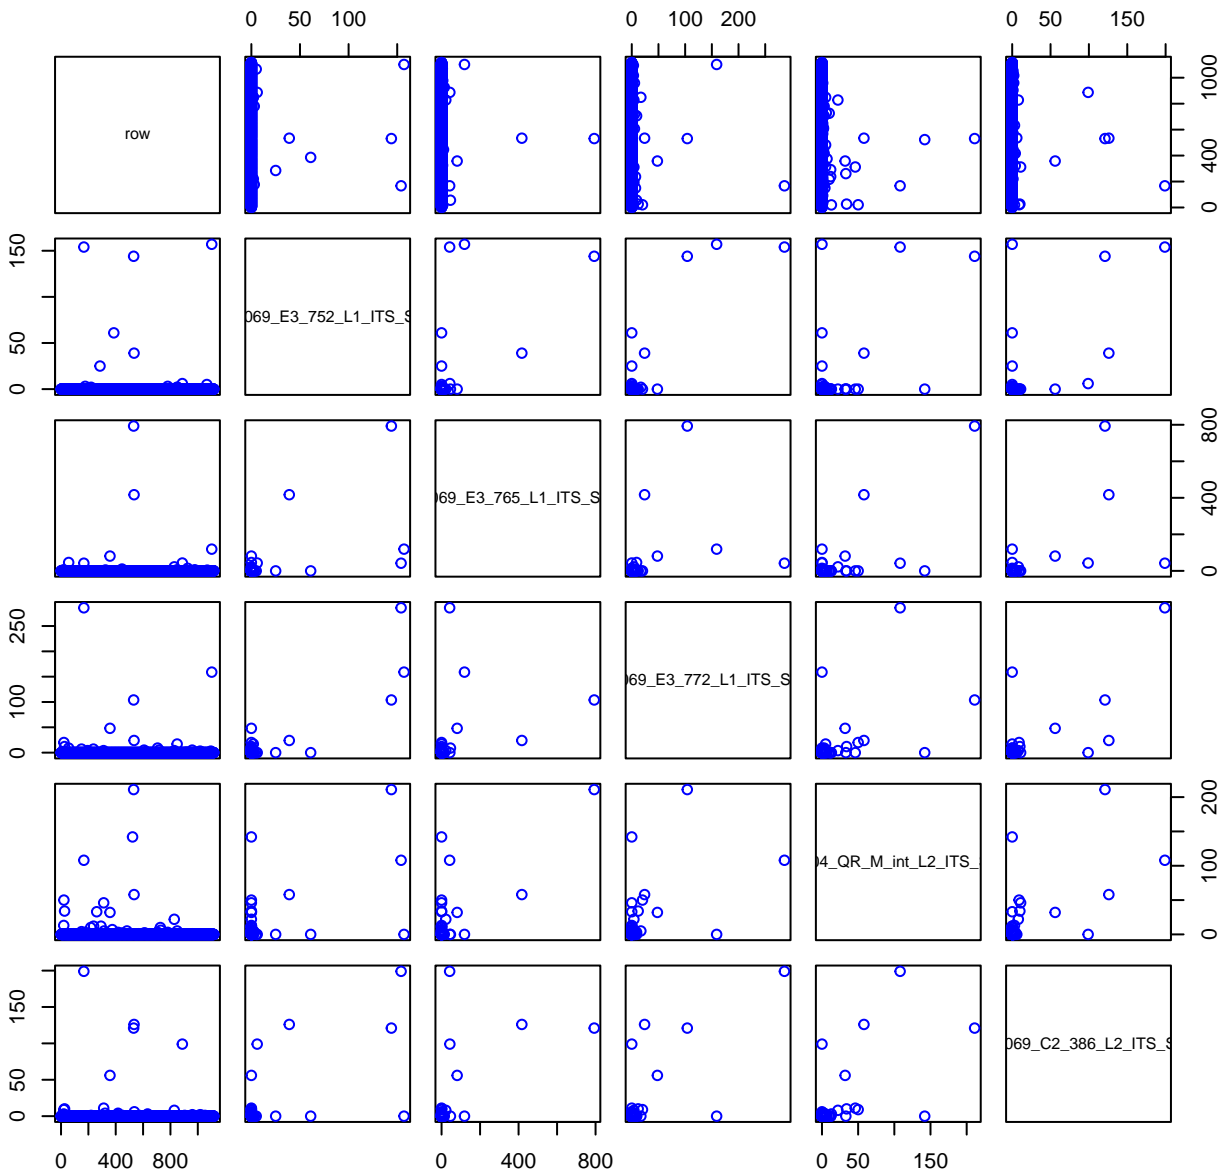 0 50 150 0 100 200 0 50 150
row 0 400 1000
0 50 150 069_E3_752_L1_ITS_S
069_E3_765_L1_ITS_S 0 400 800
0 100 250 069_E3_772_L1_ITS_S
04_QR_M_int_L2_ITS_ 0 100 200
0 50 150 069_C2_386_L2_ITS_S
0 400 800 0 400 800 0 50 150